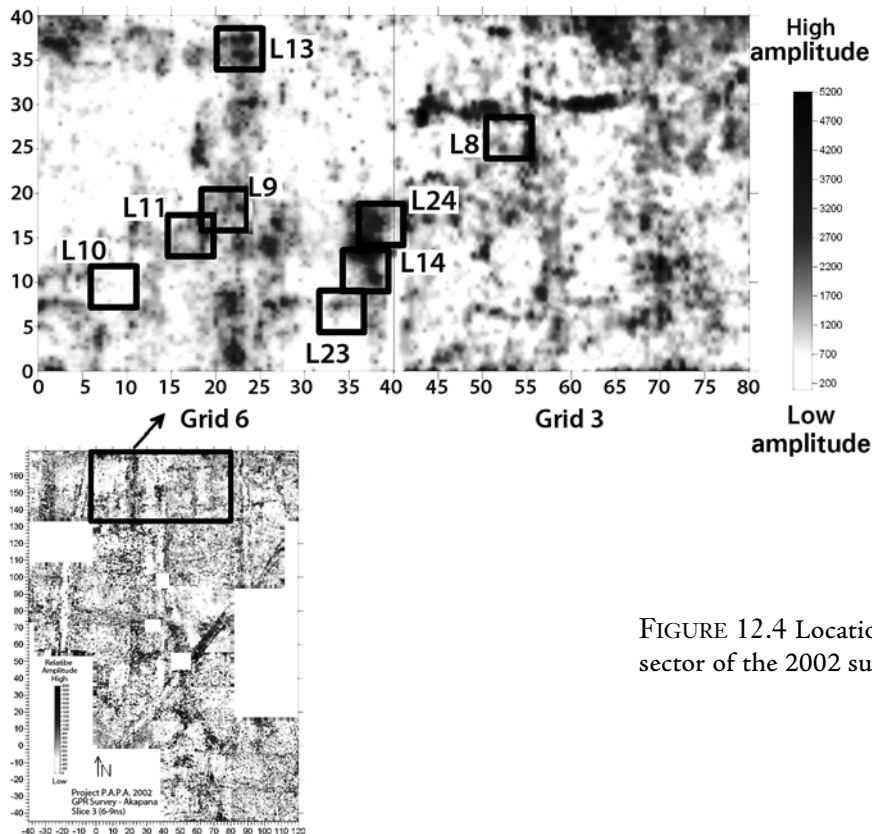 40
35
30
25
20
15
10
5
0
L13
L8
L9
L11
L24
L10
L14
L23
0 5 10 15 20 25 30 35 40 45 50 55 60 65 70 75 80
Grid 6 Grid 3
High
amplitude
5200
4700
4200
3700
3200
2700
2200
1700
1200
700
200
Low
amplitude
160
150
140
130
120
110
100
90
80
70
60
50
40
30
20
10
0
-10
-20
-30
-40
Relatibe
Amplitude
High
Low
N
Project P.A.P.A. 2002
GPR Survey - Akapana
Slice 3 (6-9ns)
-40 -30 -20 -10 0 10 20 30 40 50 60 70 80 90 100 110 120
FIGURE 12.4 Locatio
sector of the 2002 su